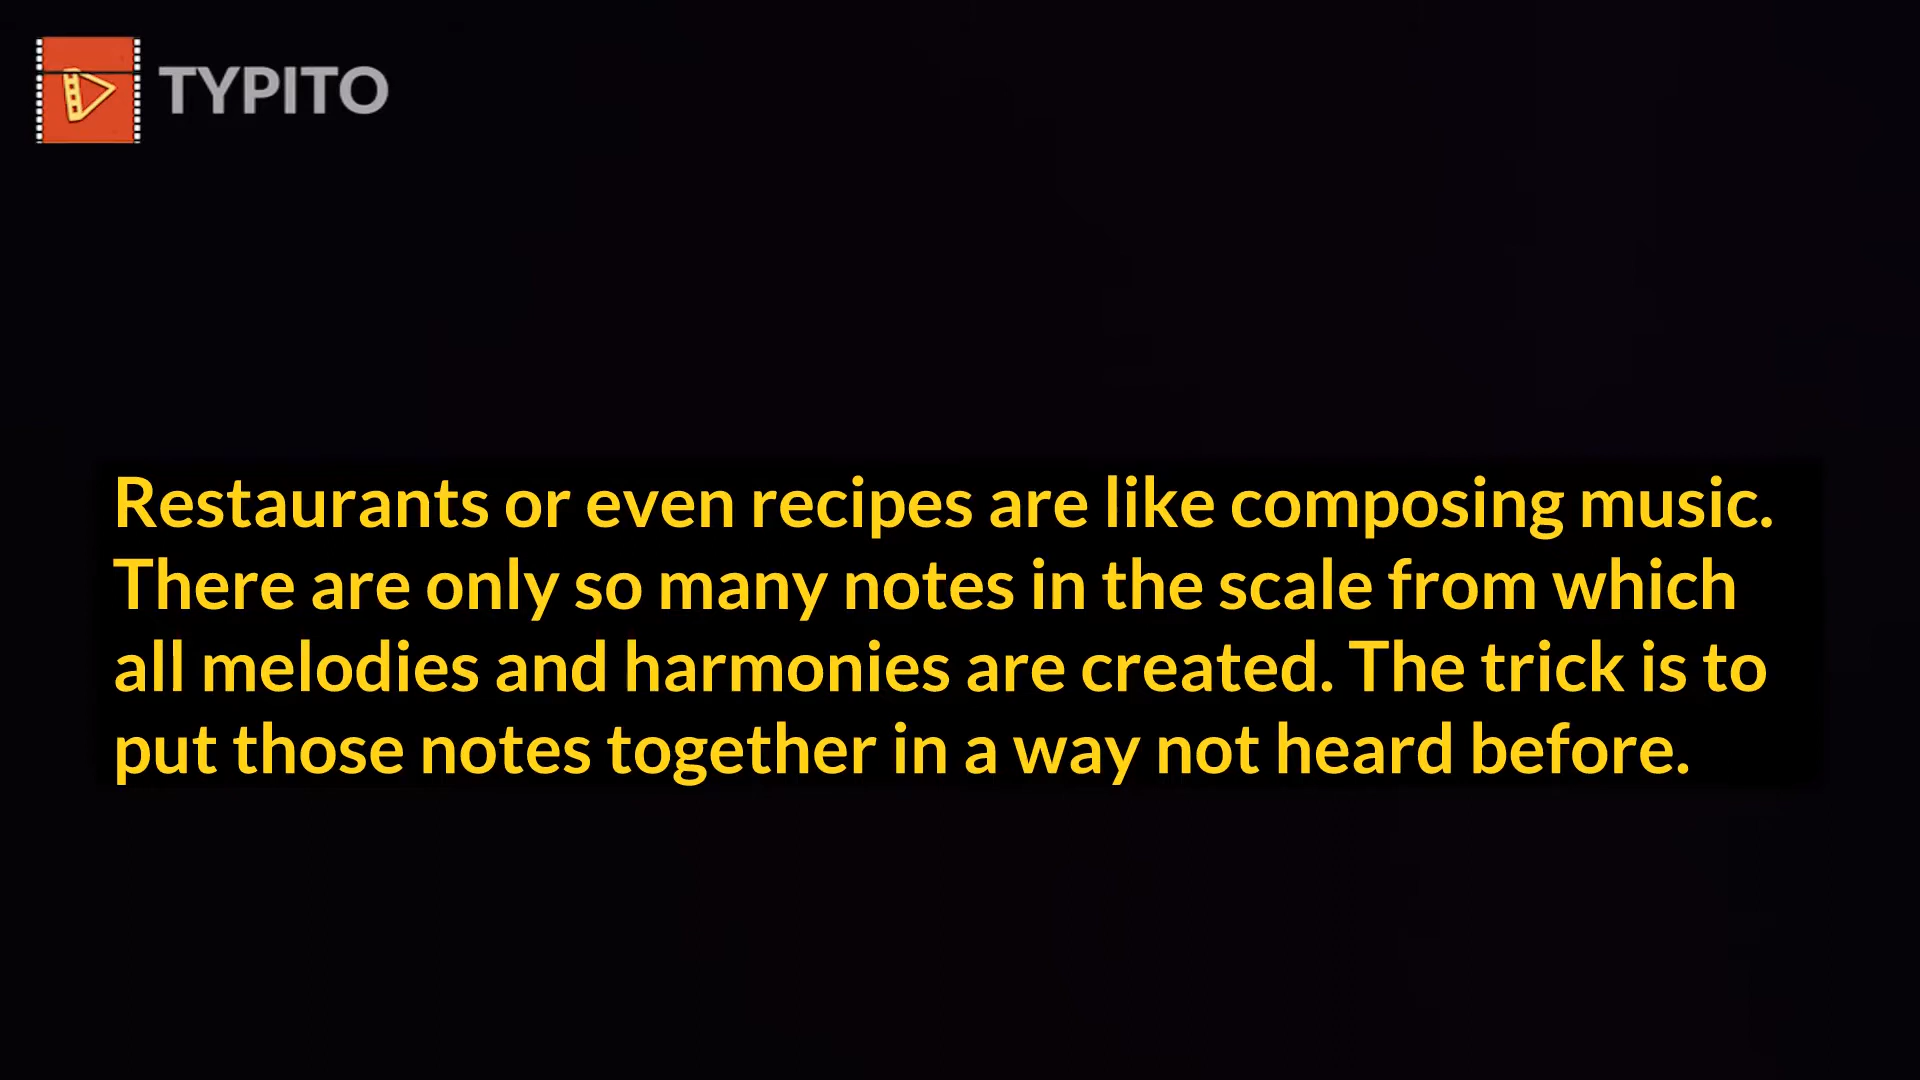 TYPITO
Restaurants or even recipes are like composing music.
There are only so many notes in the scale from which
all melodies and harmonies are created. The trick is to
put those notes together in a way not heard before.